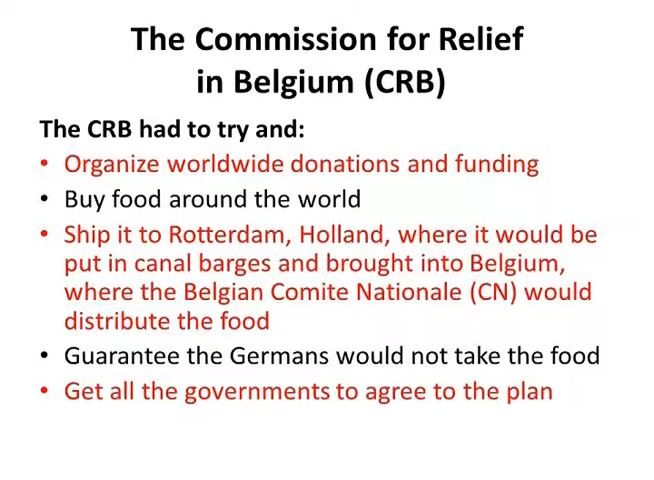 The Commission for Relief
in Belgium (CRB)
The CRB had to try and:
• Organize worldwide donations and funding
• Buy food around the world
• Ship it to Rotterdam, Holland, where it would be
put in canal barges and brought into Belgium,
where the Belgian Comite Nationale (CN) would
distribute the food
• Guarantee the Germans would not take the food
• Get all the governments to agree to the plan